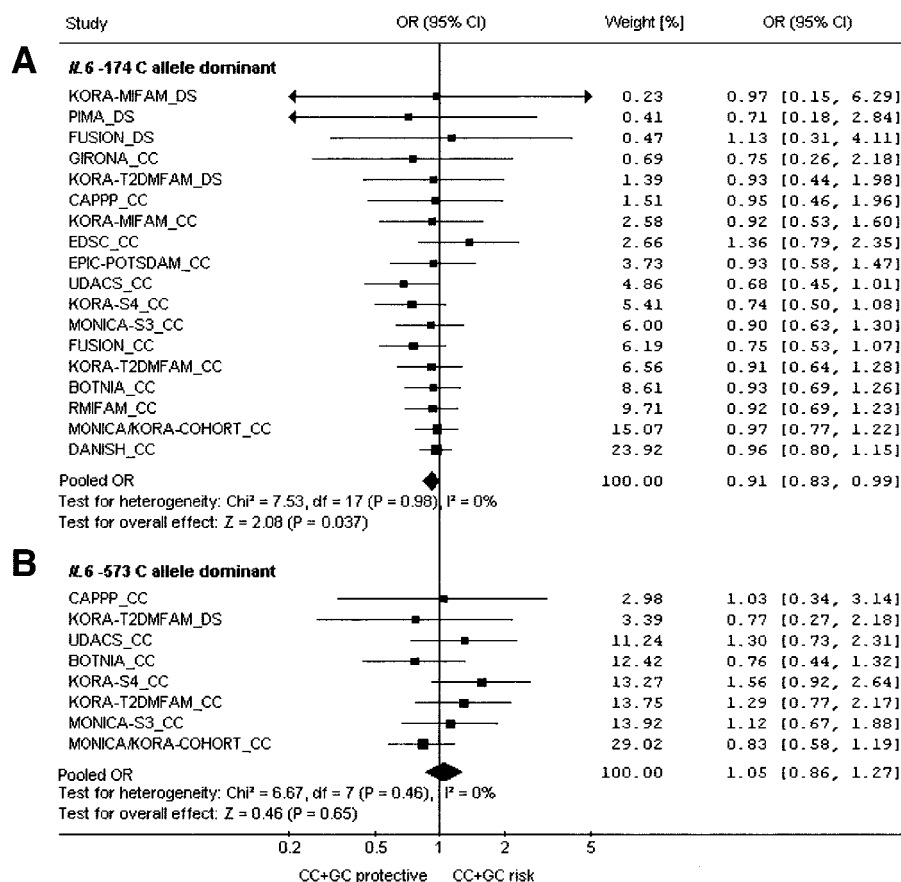 Study OR (95% CI) Weight [%] OR (95% CI)
A
IL6 -174 C allele dominant
KORA-MIFAM_DS 0.23 0.97 [0.15, 6.29]
PIMA_DS 0.41 0.71 [0.18, 2.84]
FUSION_DS 0.47 1.13 [0.31, 4.11]
GIRONA_CC 0.69 0.75 [0.26, 2.18]
KORA-T2DMFAM_DS 1.39 0.93 [0.44, 1.98]
CAPPP_CC 1.51 0.95 [0.46, 1.96]
KORA-MIFAM_CC 2.58 0.92 [0.53, 1.60]
EDSC_CC 2.66 1.36 [0.79, 2.35]
EPIC-POTSDAM_CC 3.73 0.93 [0.58, 1.47]
UDACS_CC 4.86 0.68 [0.45, 1.01]
KORA-S4_CC 5.41 0.74 [0.50, 1.08]
MONICA-S3_CC 6.00 0.90 [0.63, 1.30]
FUSION_CC 6.19 0.75 [0.53, 1.07]
KORA-T2DMFAM_CC 6.56 0.91 [0.64, 1.28]
BOTNIA_CC 8.61 0.93 [0.69, 1.26]
RMIFAM_CC 9.71 0.92 [0.69, 1.23]
MONICA/KORA-COHORT_CC 15.07 0.97 [0.77, 1.22]
DANISH_CC 23.92 0.96 [0.80, 1.15]
Pooled OR 100.00 0.91 [0.83, 0.99]
Test for heterogeneity: Chi² = 7.53, df = 17 (P = 0.98), I² = 0%
Test for overall effect: Z = 2.08 (P = 0.037)
B
IL6 -573 C allele dominant
CAPPP_CC 2.98 1.03 [0.34, 3.14]
KORA-T2DMFAM_DS 3.39 0.77 [0.27, 2.18]
UDACS_CC 11.24 1.30 [0.73, 2.31]
BOTNIA_CC 12.42 0.76 [0.44, 1.32]
KORA-S4_CC 13.27 1.56 [0.92, 2.64]
KORA-T2DMFAM_CC 13.75 1.29 [0.77, 2.17]
MONICA-S3_CC 13.92 1.12 [0.67, 1.88]
MONICA/KORA-COHORT_CC 29.02 0.83 [0.58, 1.19]
Pooled OR 100.00 1.05 [0.86, 1.27]
Test for heterogeneity: Chi² = 6.67, df = 7 (P = 0.46), I² = 0%
Test for overall effect: Z = 0.46 (P = 0.65)
0.2 0.5 1 2 5
CC+GC protective CC+GC risk